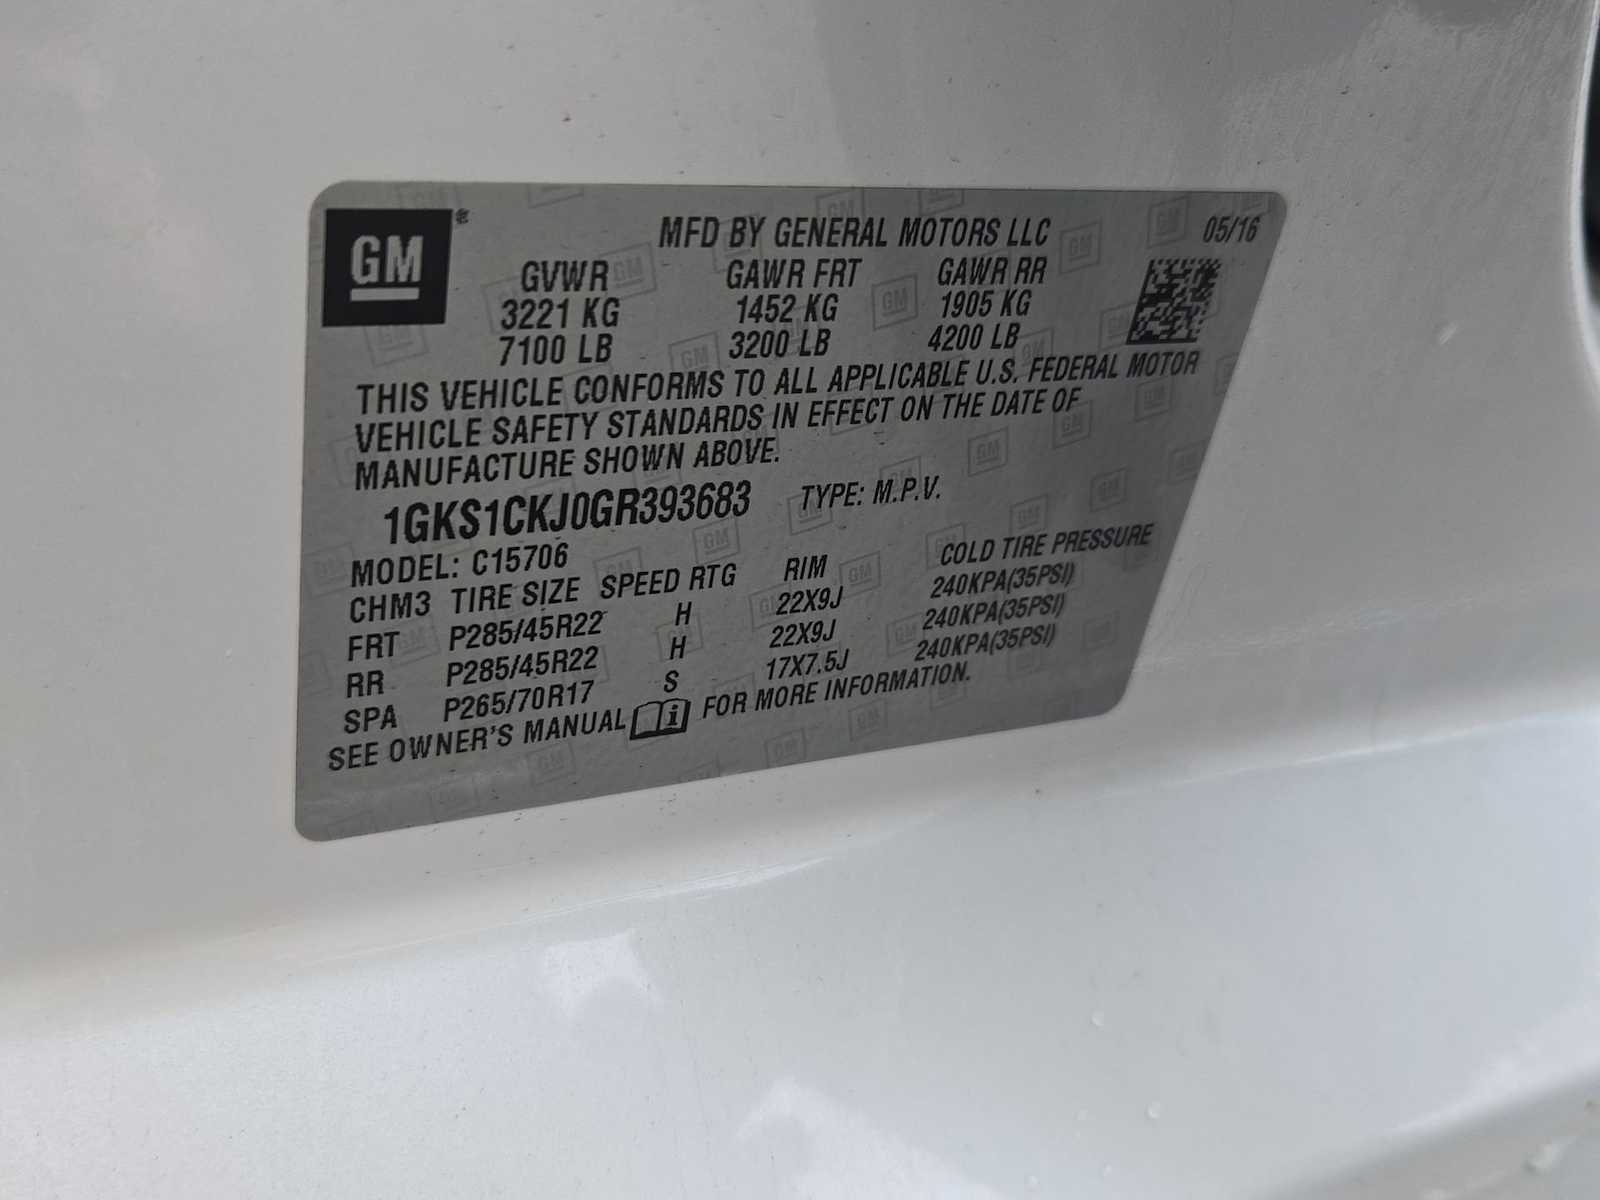 GM®
MFD BY GENERAL MOTORS LLC 05/16
GVWR GAWR FRT GAWR RR
3221 KG 1452 KG 1905 KG
7100 LB 3200 LB 4200 LB
THIS VEHICLE CONFORMS TO ALL APPLICABLE U.S. FEDERAL MOTOR
VEHICLE SAFETY STANDARDS IN EFFECT ON THE DATE OF
MANUFACTURE SHOWN ABOVE.
1GKS1CKJ0GR393683 TYPE: M.P.V.
MODEL: C15706
CHM3 TIRE SIZE SPEED RTG RIM COLD TIRE PRESSURE
FRT P285/45R22 H 22X9J 240KPA(35PSI)
RR P285/45R22 H 22X9J 240KPA(35PSI)
SPA P265/70R17 S 17X7.5J 240KPA(35PSI)
SEE OWNER'S MANUAL i FOR MORE INFORMATION.